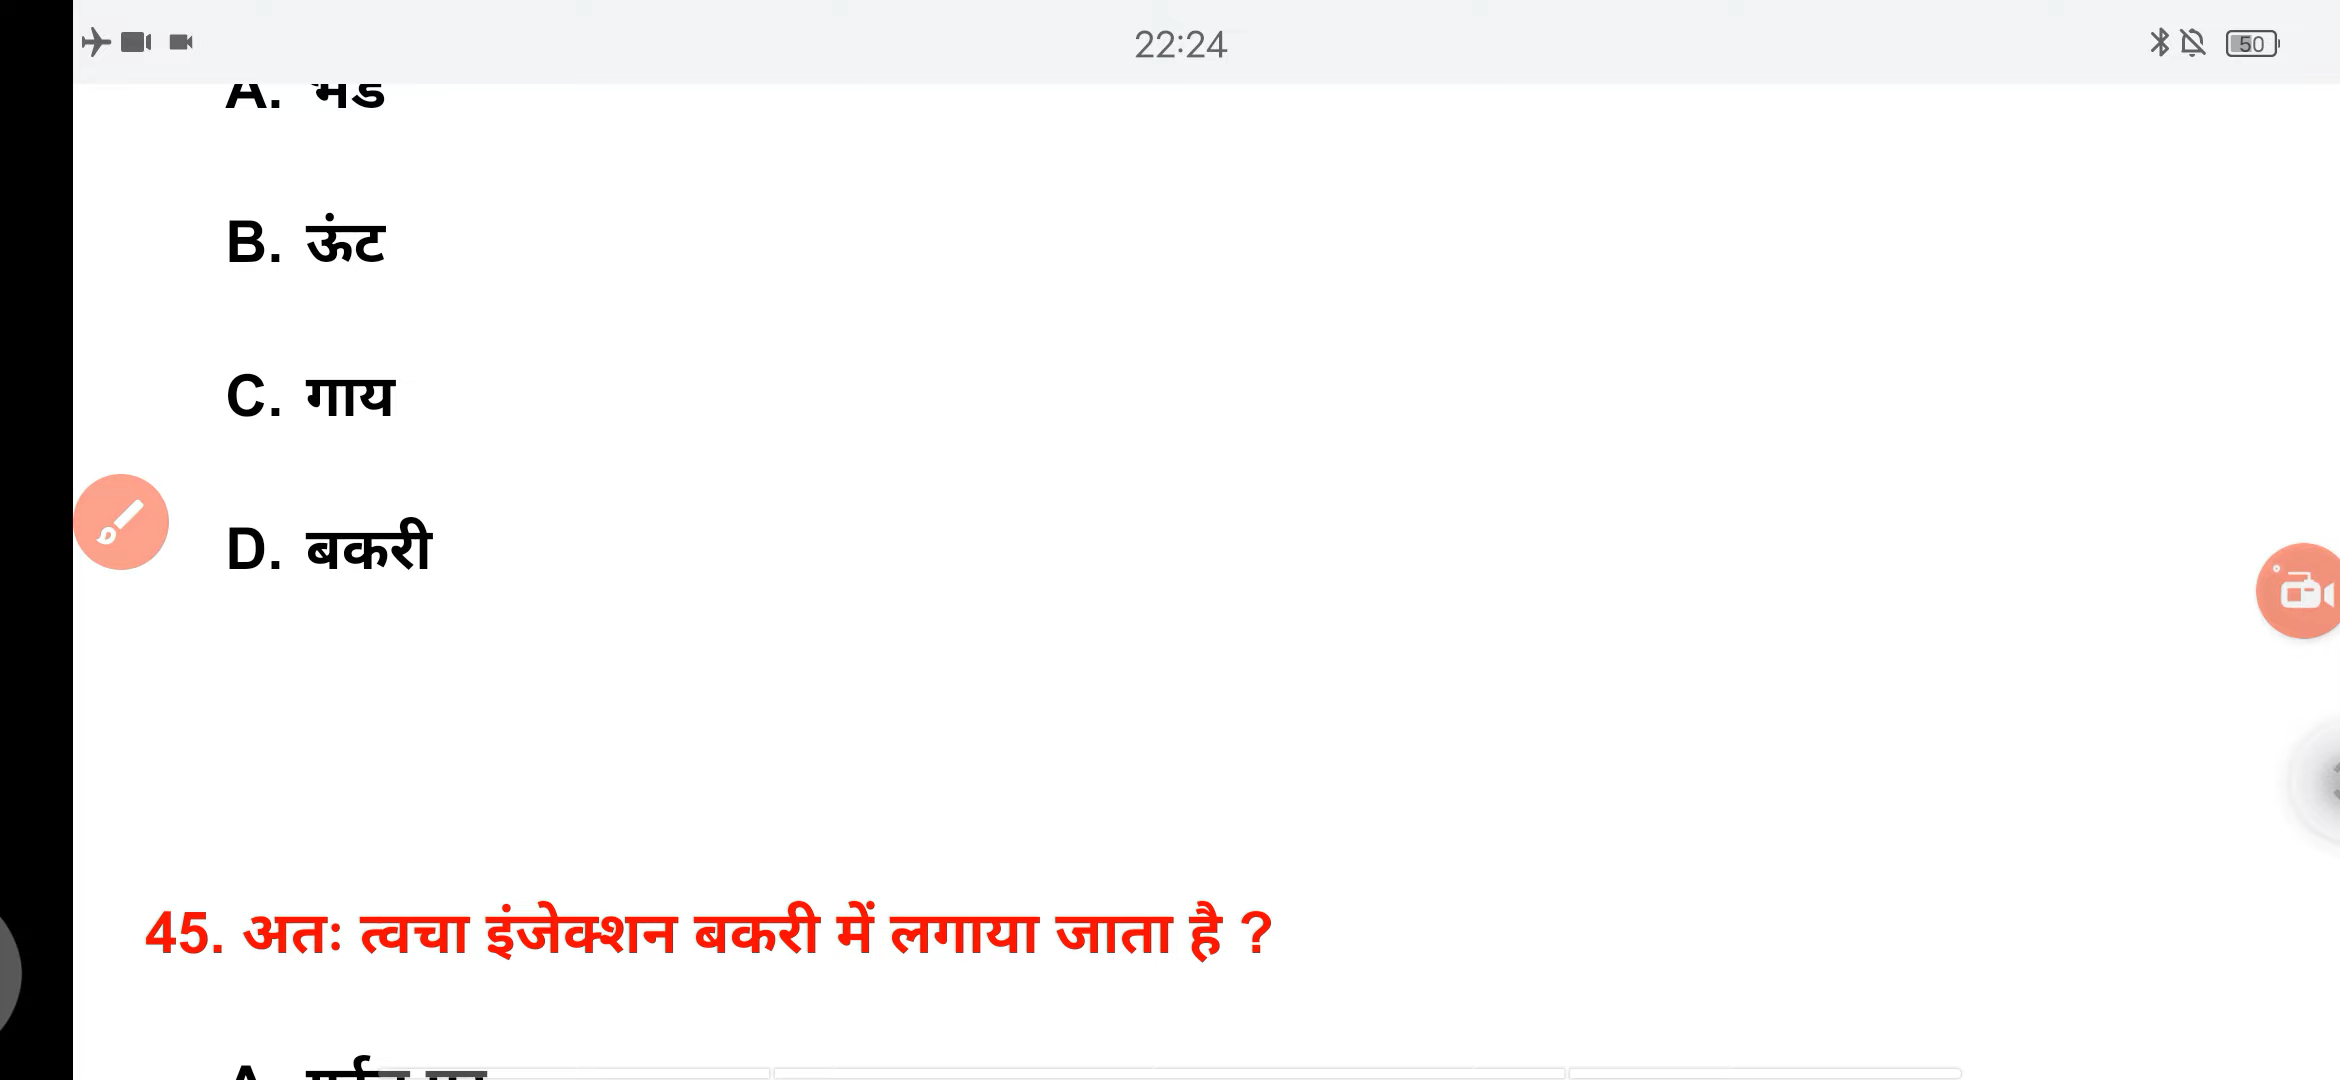 22:24
50
A.
B. ऊंट
C. गाय
D. बकरी
45. अतः त्वचा इंजेक्शन बकरी में लगाया जाता है ?